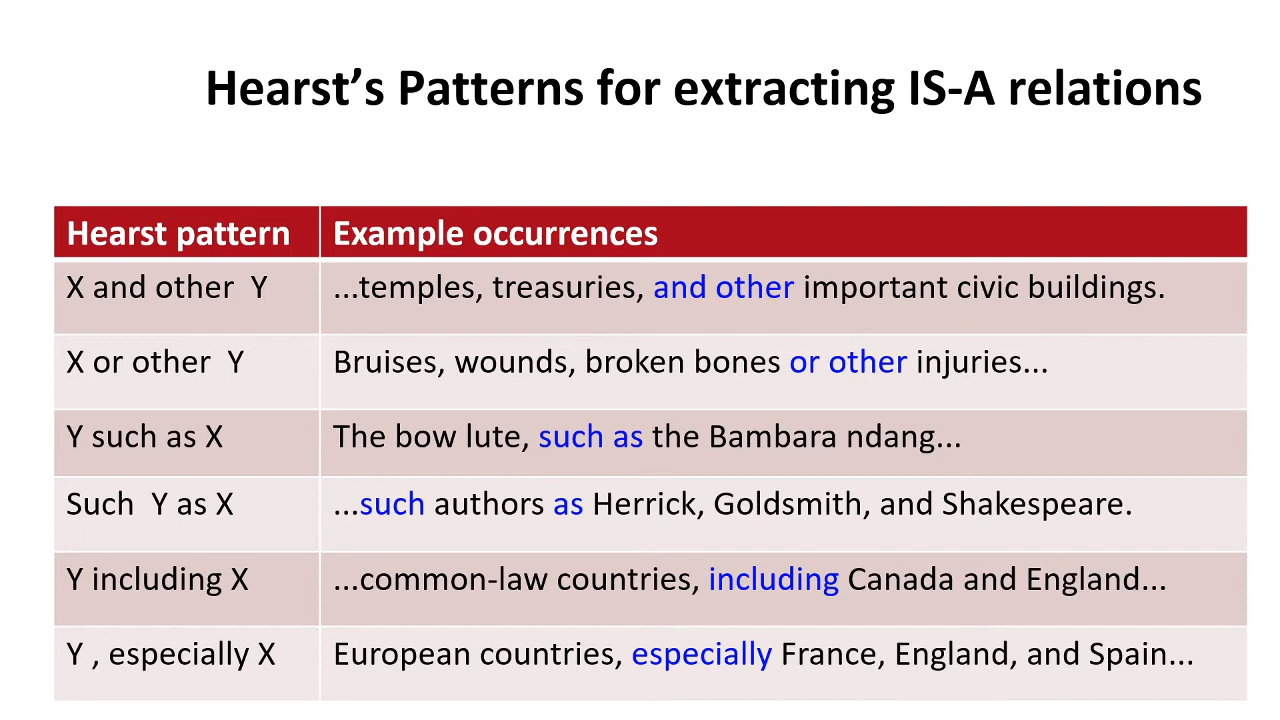 Hearst’s Patterns for extracting IS-A relations
Hearst pattern Example occurrences
X and other Y ...temples, treasuries, and other important civic buildings.
X or other Y Bruises, wounds, broken bones or other injuries...
Y such as X The bow lute, such as the Bambara ndang...
Such Y as X ...such authors as Herrick, Goldsmith, and Shakespeare.
Y including X ...common-law countries, including Canada and England...
Y , especially X European countries, especially France, England, and Spain...